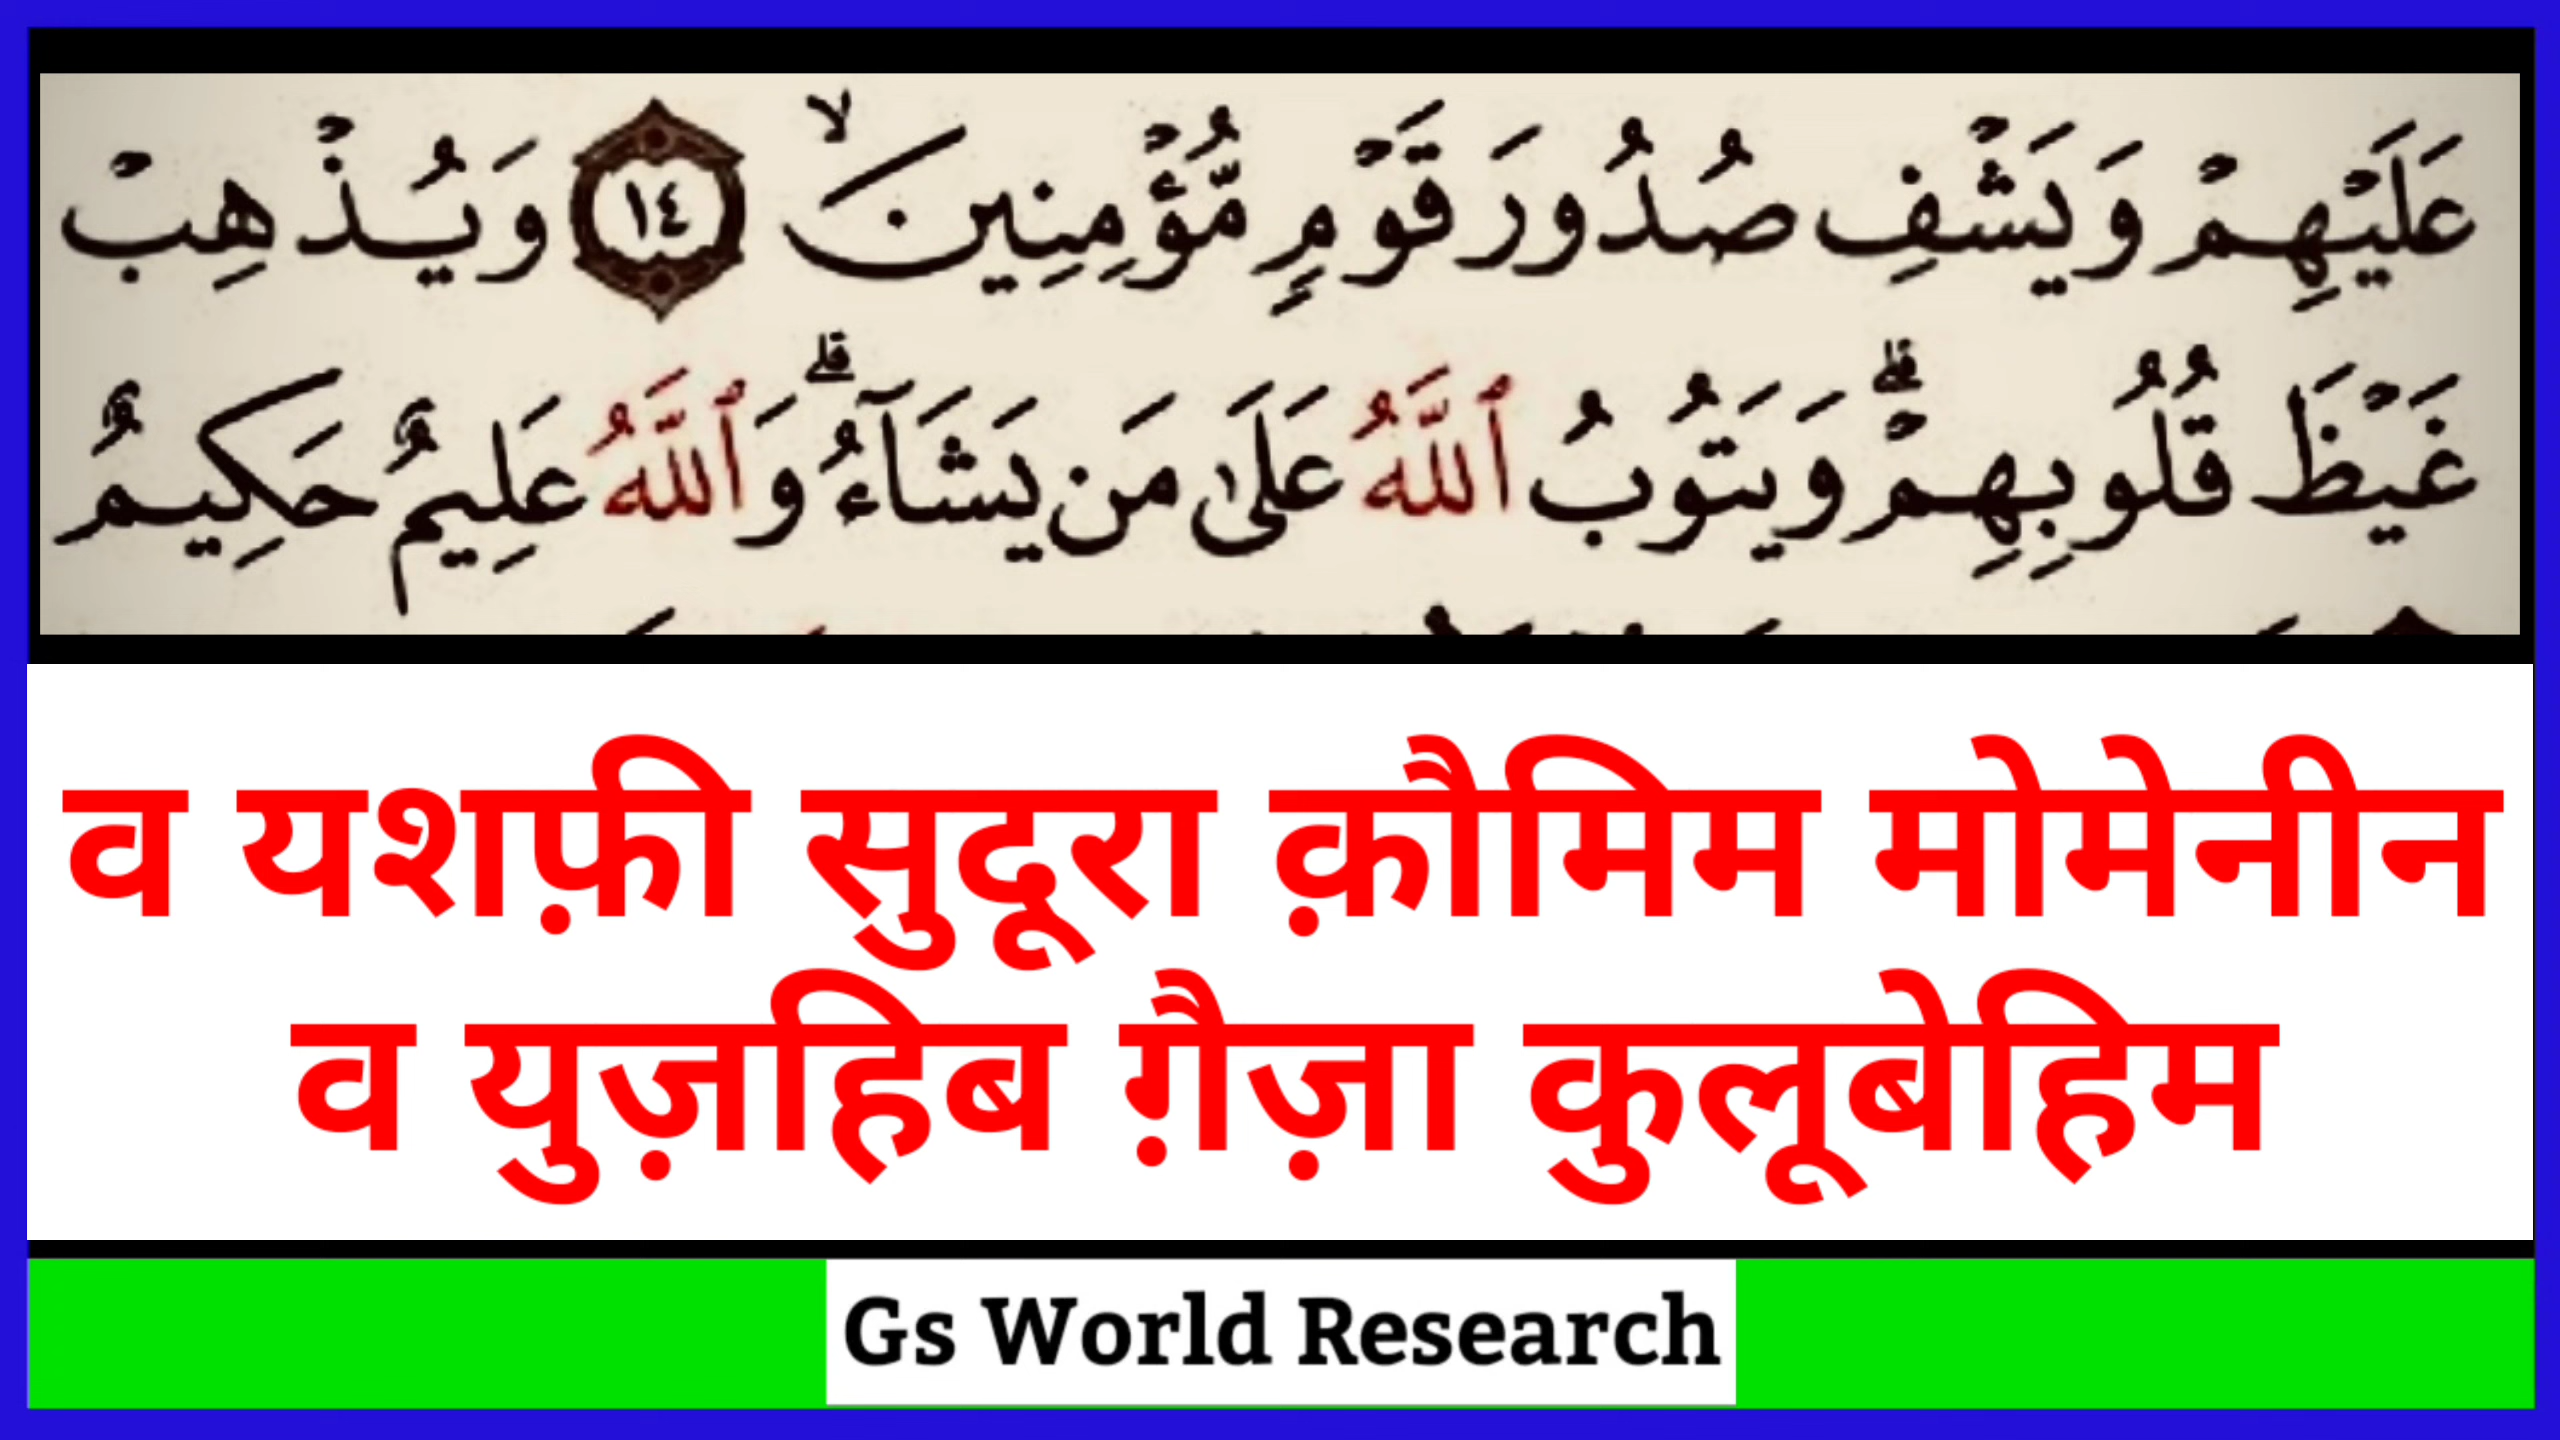 عَلَيْهِمْ وَيَشْفِ صُدُورَ قَوْمٍ مُّؤْمِنِينَ ۙ ١٤ وَيُذْهِبْ
غَيْظَ قُلُوبِهِمْ ۗ وَيَتُوبُ ٱللَّهُ عَلَىٰ مَن يَشَآءُ ۗ وَٱللَّهُ عَلِيمٌ حَكِيمٌ
व यशफ़ी सुदूरा क़ौमिम मोमेनीन
व युज़हिब ग़ैज़ा कुलूबेहिम
Gs World Research